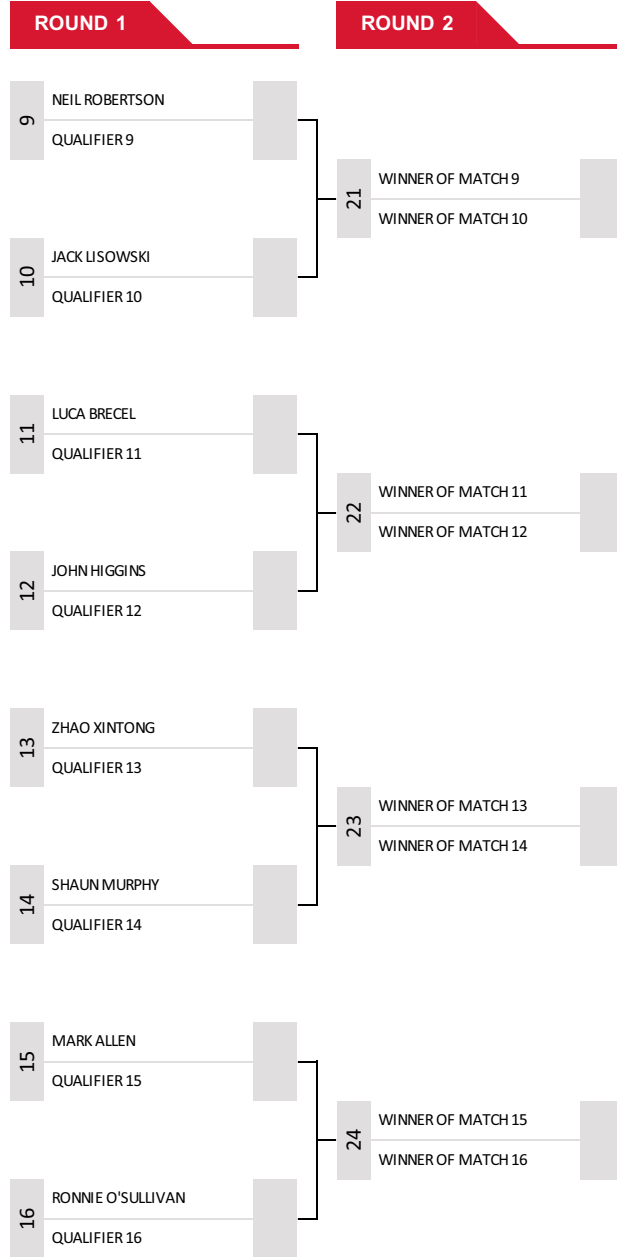 ROUND 1
ROUND 2
9
NEIL ROBERTSON
QUALIFIER 9
10
JACK LISOWSKI
QUALIFIER 10
21
WINNER OF MATCH 9
WINNER OF MATCH 10
11
LUCA BRECEL
QUALIFIER 11
12
JOHN HIGGINS
QUALIFIER 12
22
WINNER OF MATCH 11
WINNER OF MATCH 12
13
ZHAO XINTONG
QUALIFIER 13
14
SHAUN MURPHY
QUALIFIER 14
23
WINNER OF MATCH 13
WINNER OF MATCH 14
15
MARK ALLEN
QUALIFIER 15
16
RONNIE O'SULLIVAN
QUALIFIER 16
24
WINNER OF MATCH 15
WINNER OF MATCH 16